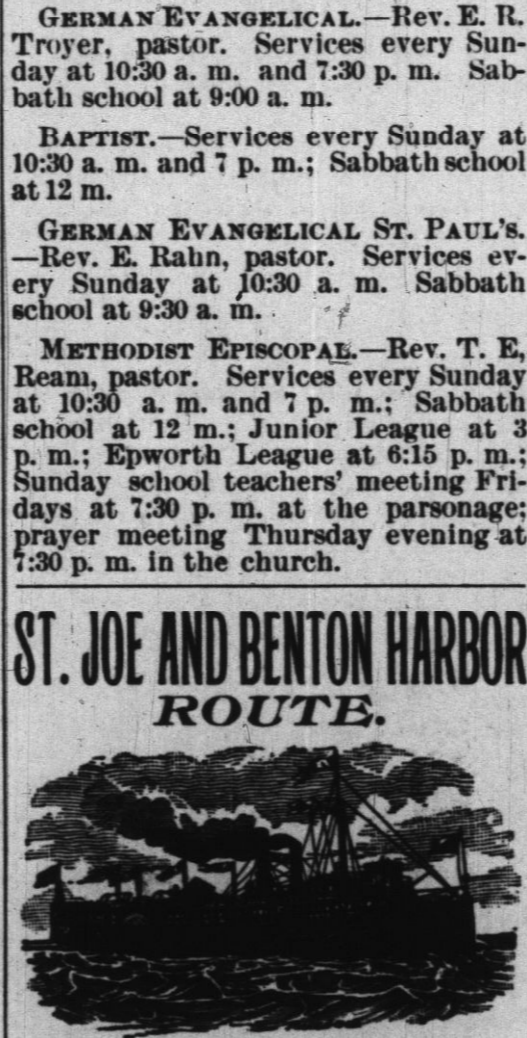 GERMAN EVANGELICAL.—Rev. E. R.
Troyer, pastor. Services every Sun-
day at 10:30 a. m. and 7:30 p. m. Sab-
bath school at 9:00 a. m.
BAPTIST.—Services every Sunday at
10:30 a. m. and 7 p. m.; Sabbath school
at 12 m.
GERMAN EVANGELICAL ST. PAUL'S.
—Rev. E. Rahn, pastor. Services ev-
ery Sunday at 10:30 a. m. Sabbath
school at 9:30 a. m.
METHODIST EPISCOPAL.—Rev. T. E,
Ream, pastor. Services every Sunday
at 10:30 a. m. and 7 p. m.; Sabbath
school at 12 m.; Junior League at 3
p. m.; Epworth League at 6:15 p. m.;
Sunday school teachers' meeting Fri-
days at 7:30 p. m. at the parsonage;
prayer meeting Thursday evening at
7:30 p. m. in the church.
ST. JOE AND BENTON HARBOR
ROUTE.